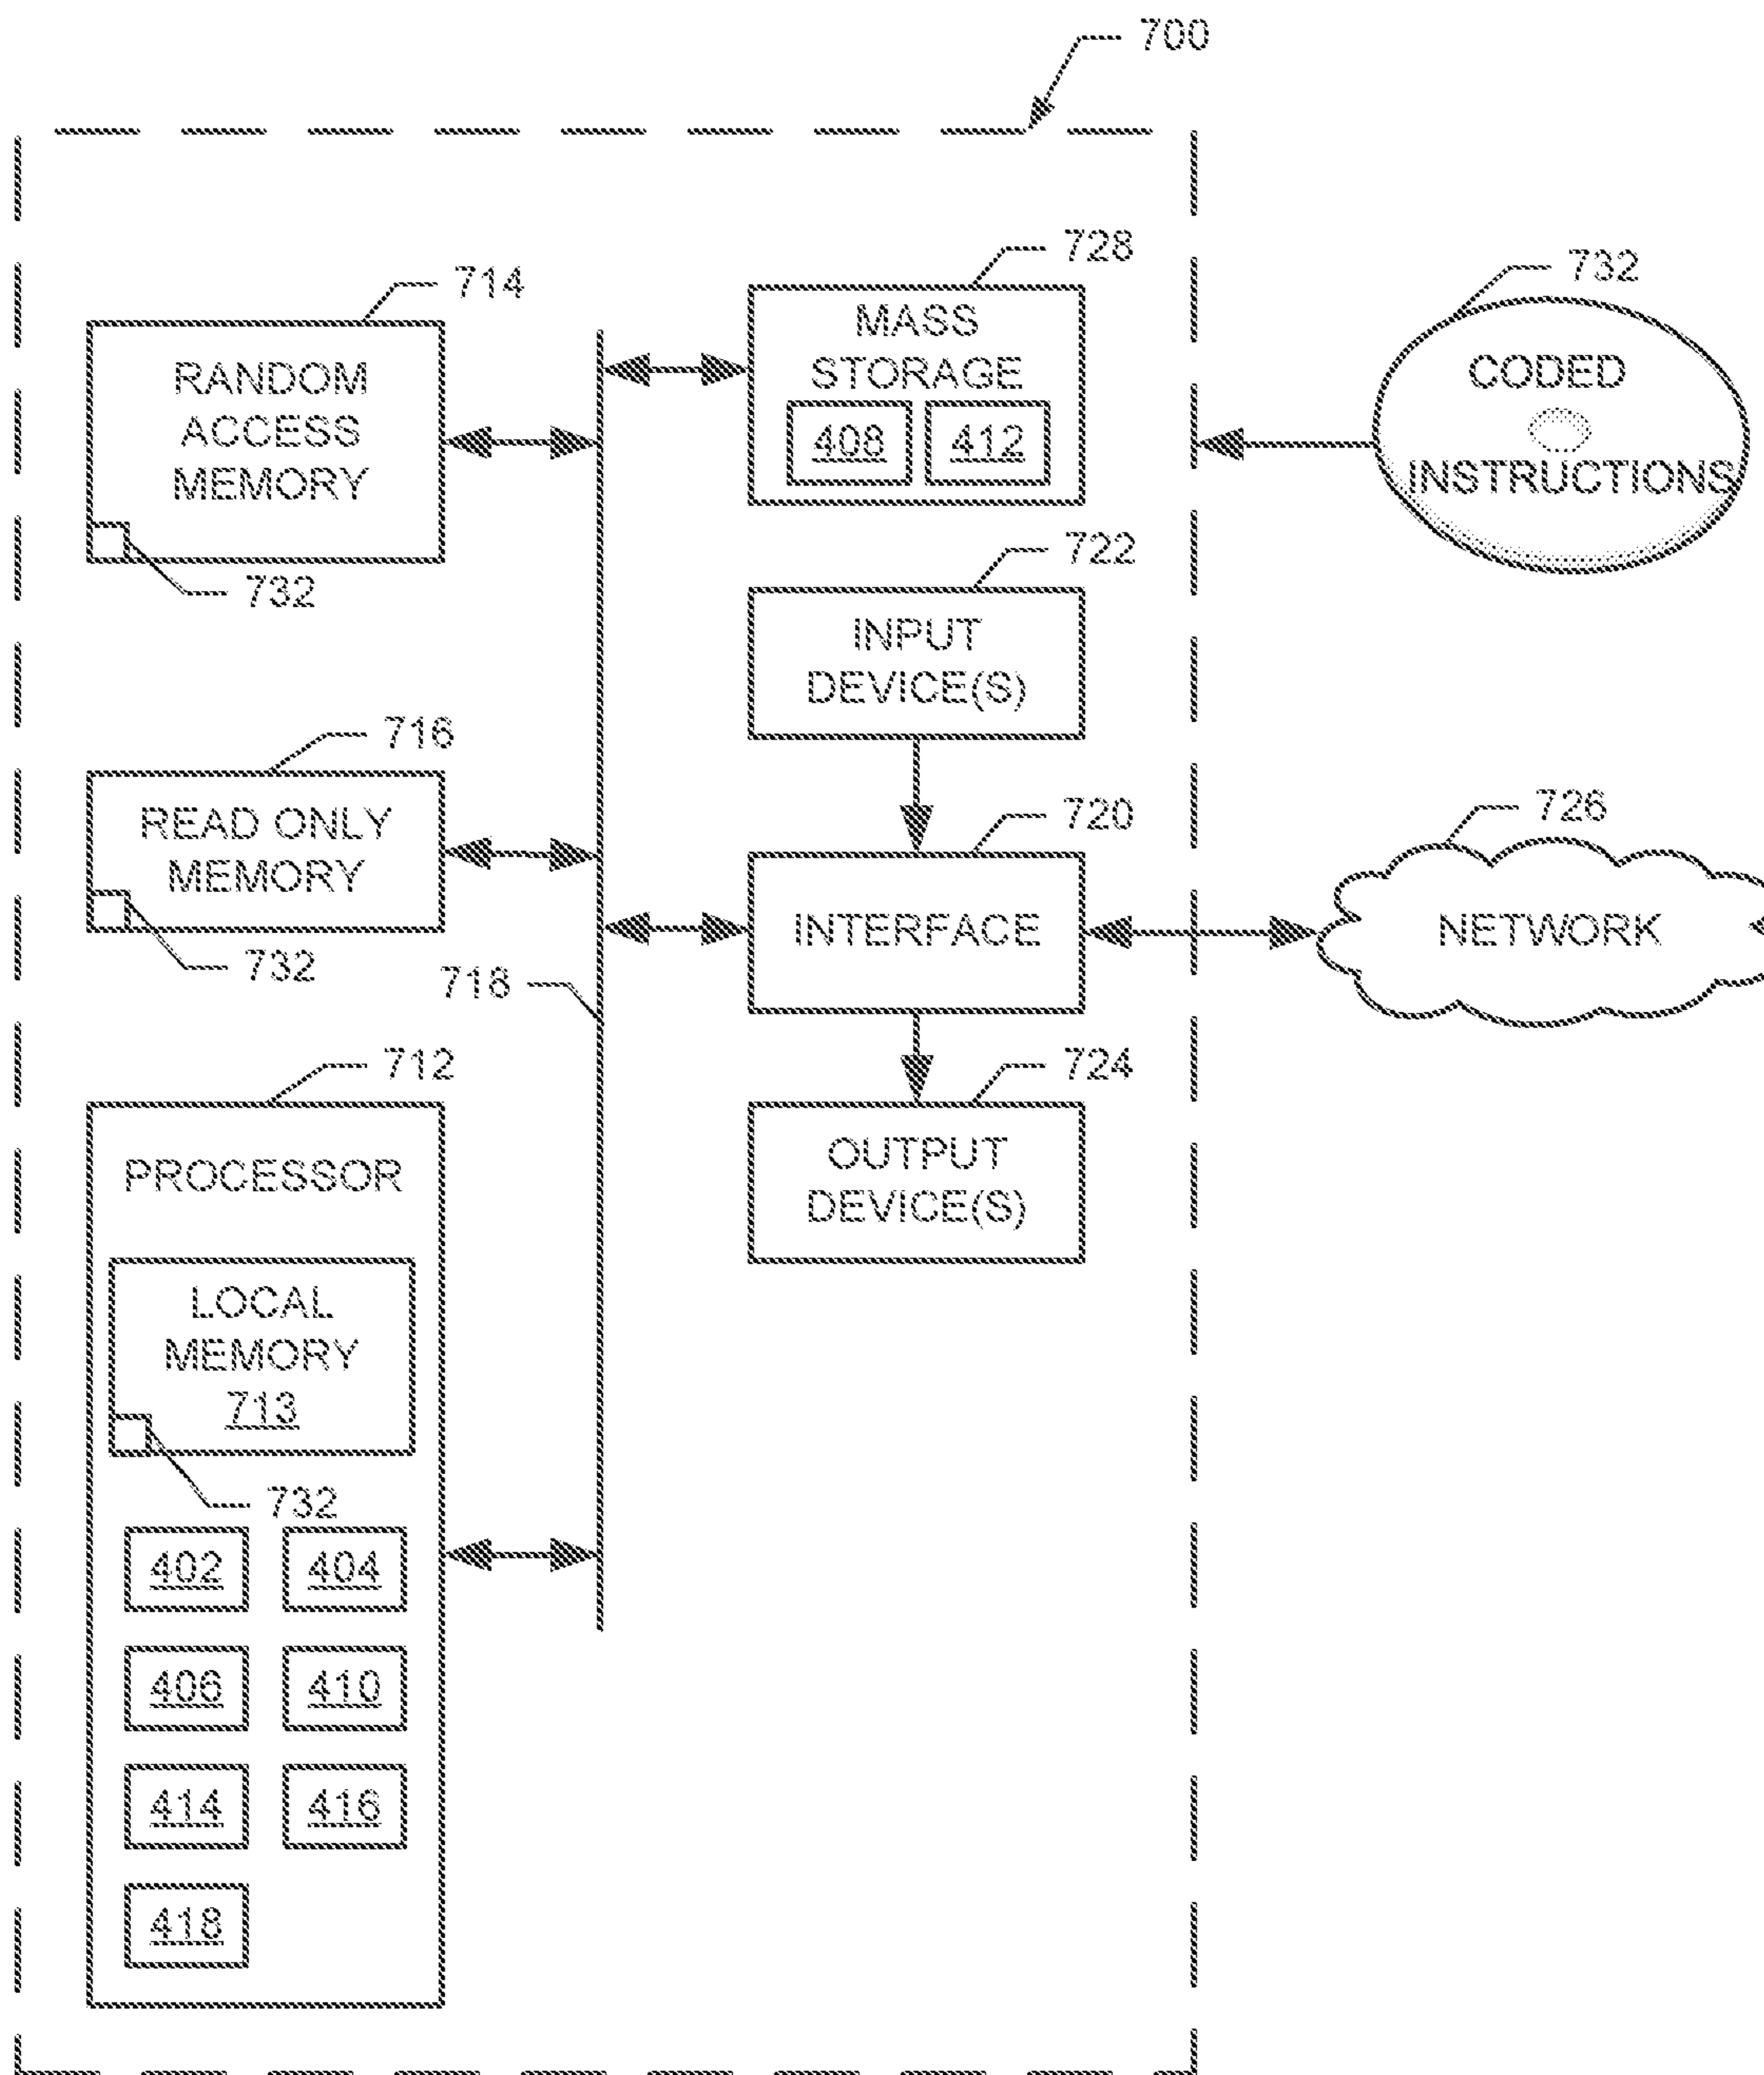 700
728
732
714
MASS
STORAGE
408 412
RANDOM
ACCESS
MEMORY
732
CODED
INSTRUCTIONS
722
INPUT
DEVICE(S)
716
READ ONLY
MEMORY
732
720
INTERFACE
726
NETWORK
718
712
PROCESSOR
724
OUTPUT
DEVICE(S)
LOCAL
MEMORY
713
732
402 404
406 410
414 416
418